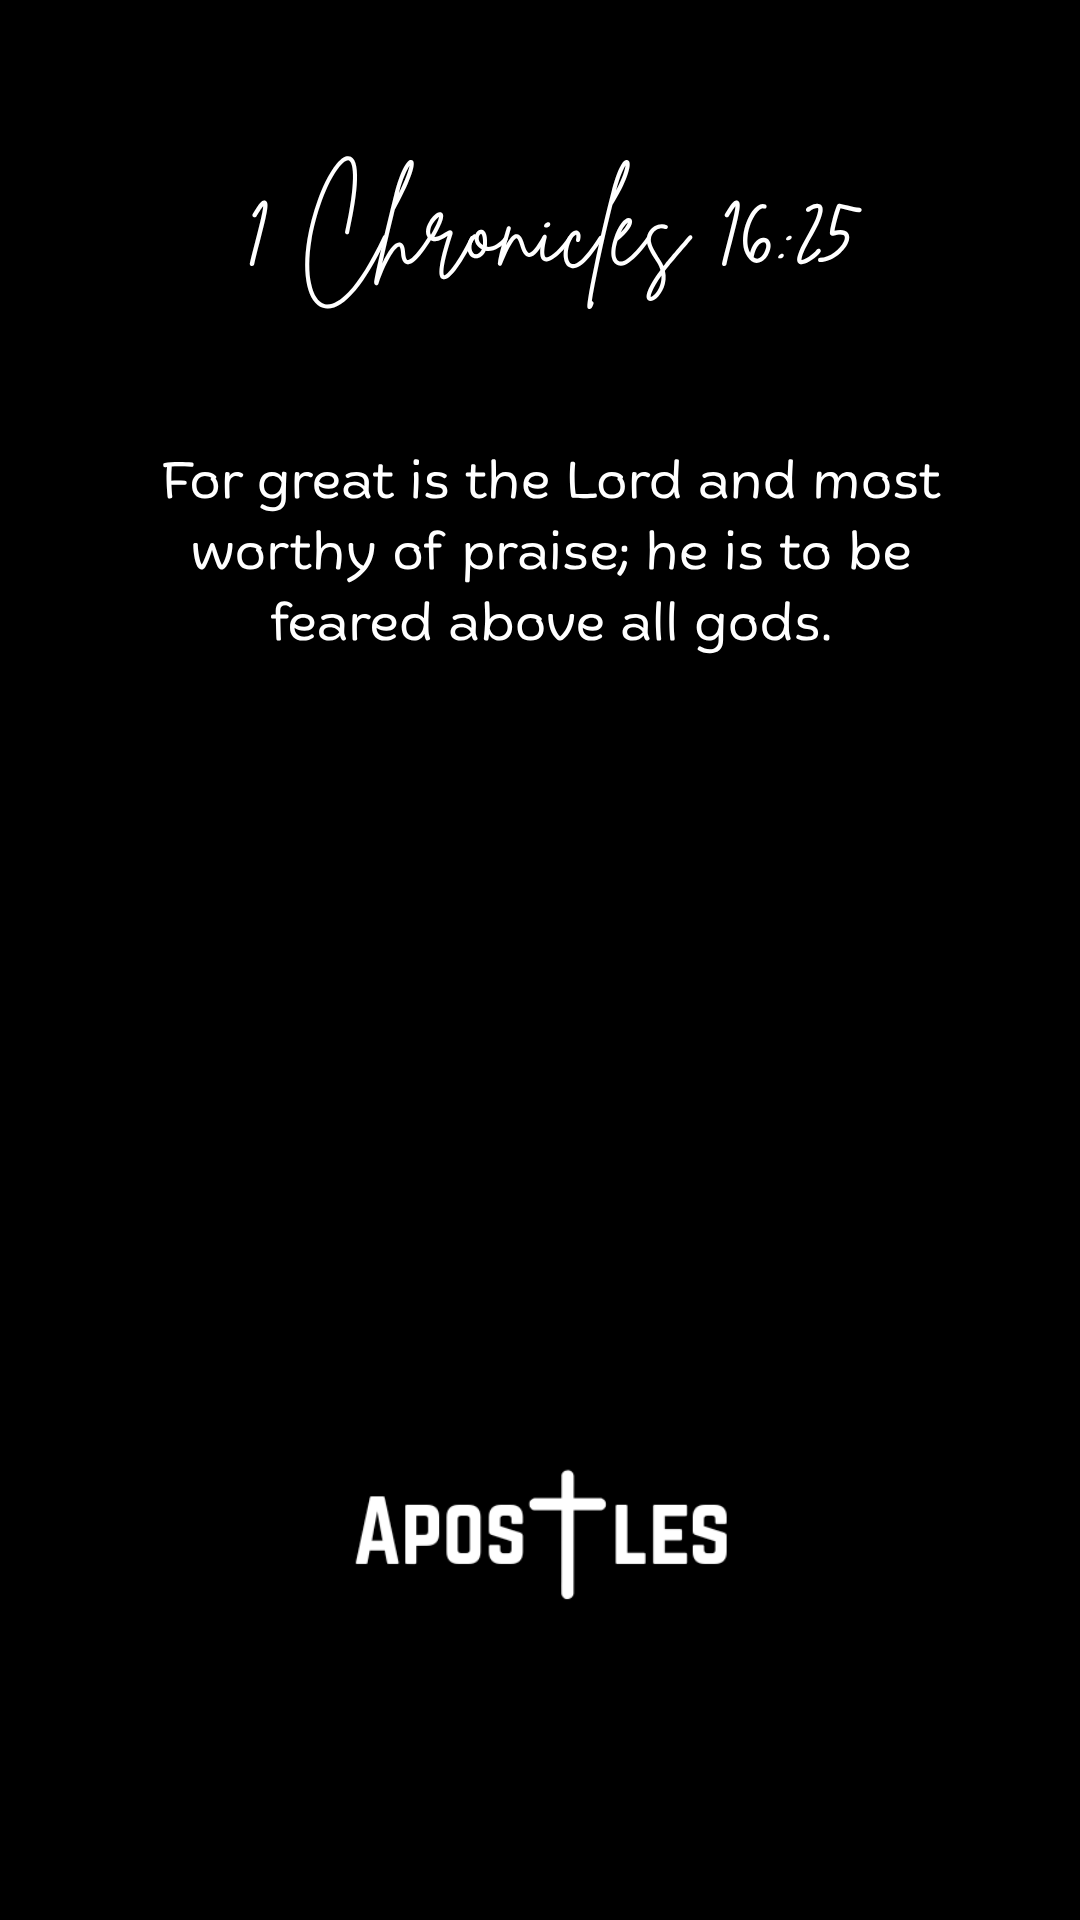 1 Chronicles 16:25
For great is the Lord and most
worthy of praise; he is to be
feared above all gods.
APOSTLES